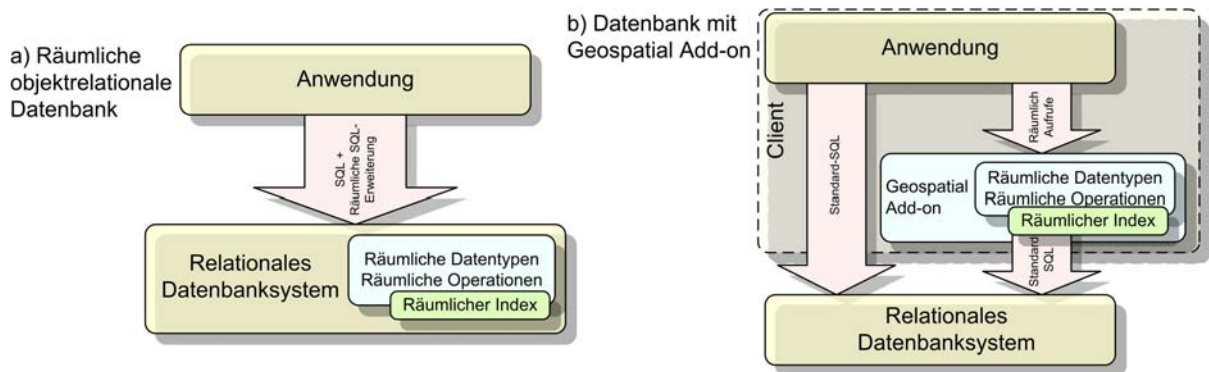 a) Räumliche
objektrelationale
Datenbank
Anwendung
SQL +
Räumliche SQL-
Erweiterung
Relationales
Datenbanksystem
Räumliche Datentypen
Räumliche Operationen
Räumlicher Index
b) Datenbank mit
Geospatial Add-on
Anwendung
Client
Standard-SQL
Räumlich
Aufrufe
Geospatial
Add-on
Räumliche Datentypen
Räumliche Operationen
Räumlicher Index
Standard-
SQL
Relationales
Datenbanksystem